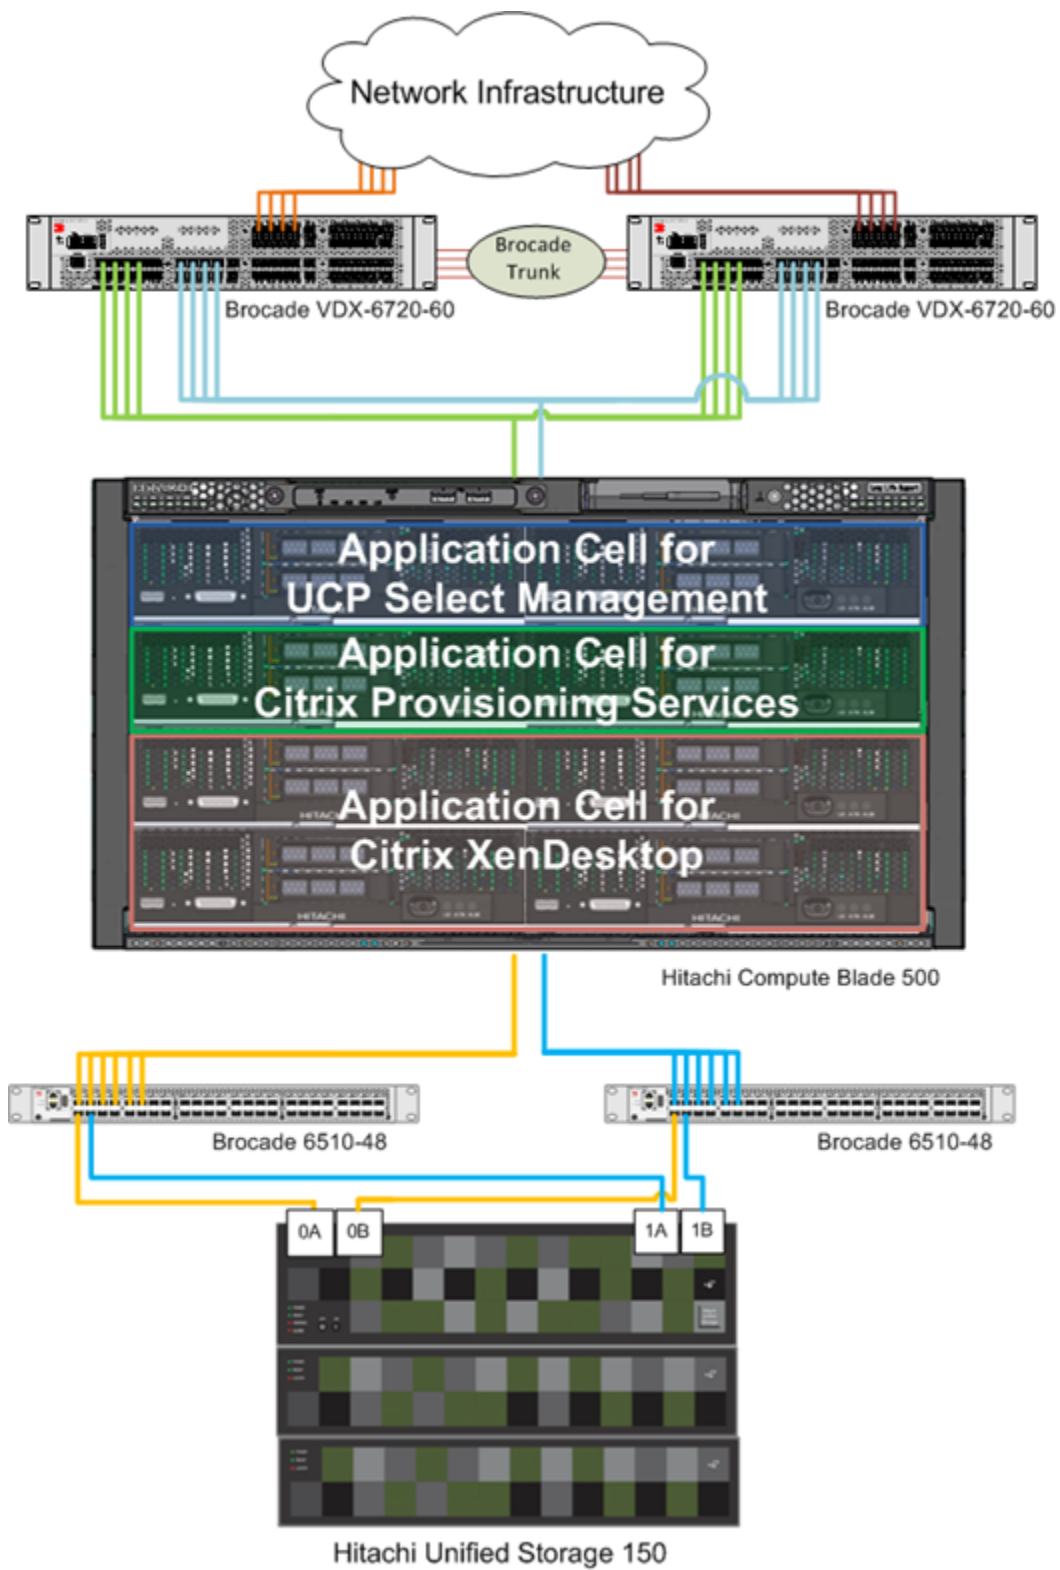 Network Infrastructure
Brocade
Trunk
Brocade VDX-6720-60
Brocade VDX-6720-60
Application Cell for
UCP Select Management
Application Cell for
Citrix Provisioning Services
Application Cell for
Citrix XenDesktop
HITACHI
HITACHI
Hitachi Compute Blade 500
Brocade 6510-48
Brocade 6510-48
0A
0B
1A
1B
Hitachi Unified Storage 150